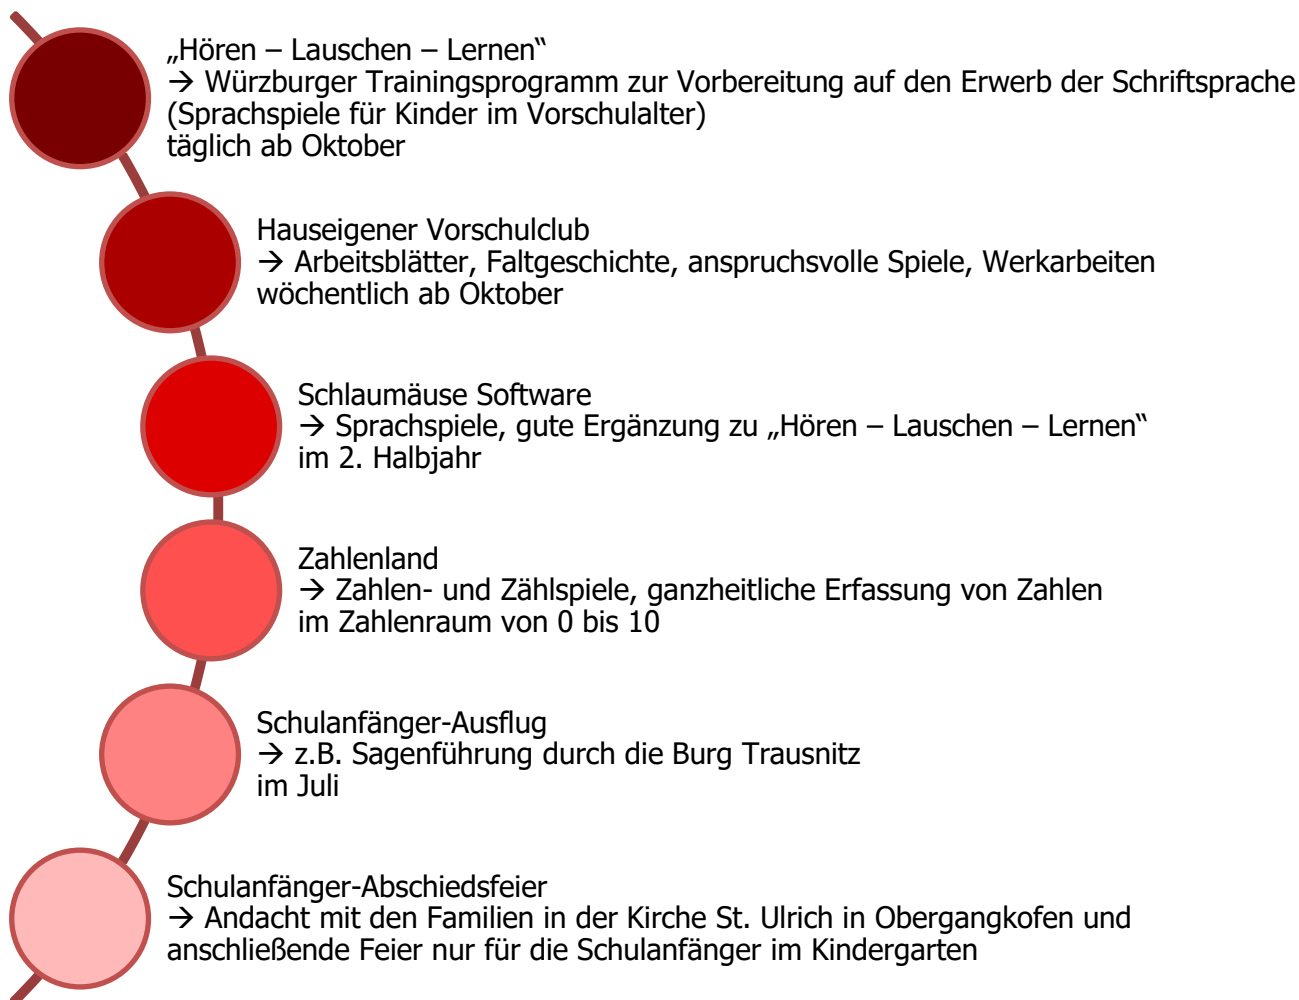 „Hören – Lauschen – Lernen“
→ Würzburger Trainingsprogramm zur Vorbereitung auf den Erwerb der Schriftsprache
(Sprachspiele für Kinder im Vorschulalter)
täglich ab Oktober
Hauseigener Vorschulclub
→ Arbeitsblätter, Faltgeschichte, anspruchsvolle Spiele, Werkarbeiten
wöchentlich ab Oktober
Schlaumäuse Software
→ Sprachspiele, gute Ergänzung zu „Hören – Lauschen – Lernen“
im 2. Halbjahr
Zahlenland
→ Zahlen- und Zählspiele, ganzheitliche Erfassung von Zahlen
im Zahlenraum von 0 bis 10
Schulanfänger-Ausflug
→ z.B. Sagenführung durch die Burg Trausnitz
im Juli
Schulanfänger-Abschiedsfeier
→ Andacht mit den Familien in der Kirche St. Ulrich in Obergangkofen und
anschließende Feier nur für die Schulanfänger im Kindergarten